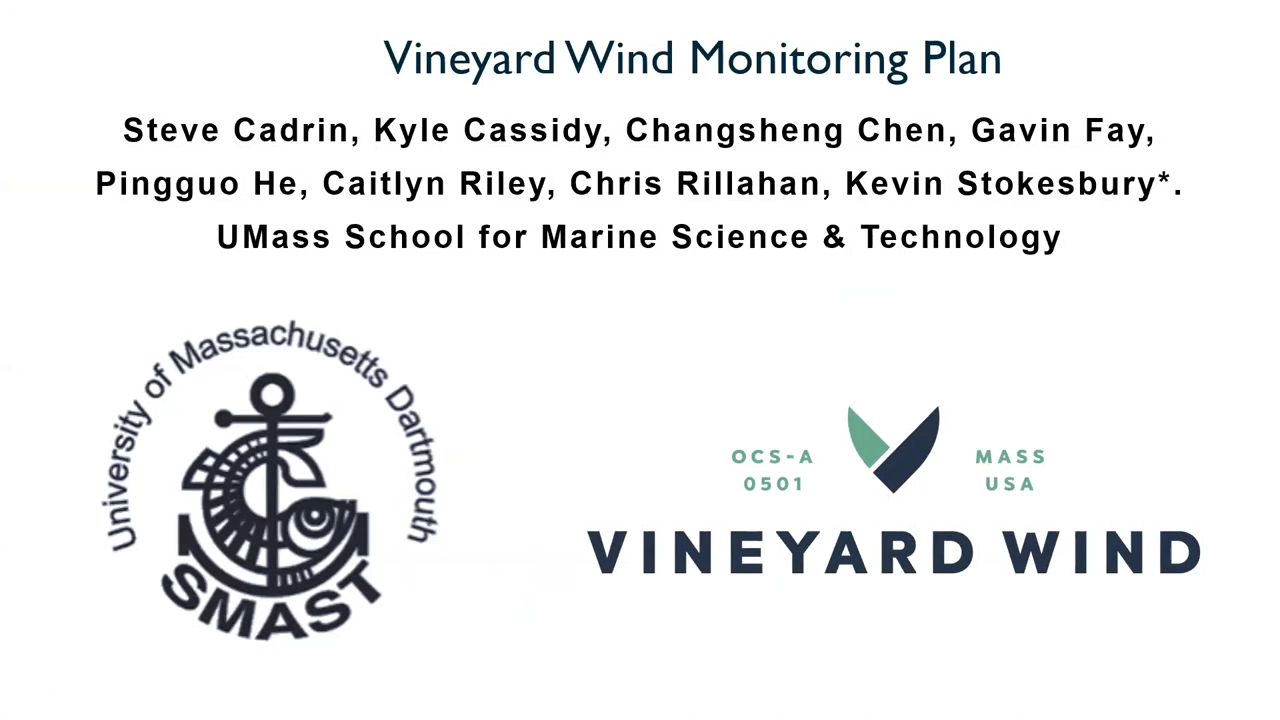 Vineyard Wind Monitoring Plan
Steve Cadrin, Kyle Cassidy, Changsheng Chen, Gavin Fay,
Pingguo He, Caitlyn Riley, Chris Rillahan, Kevin Stokesbury*.
UMass School for Marine Science & Technology
University of Massachusetts Dartmouth
SMAST
OCS-A
0501
MASS
USA
VINEYARD WIND